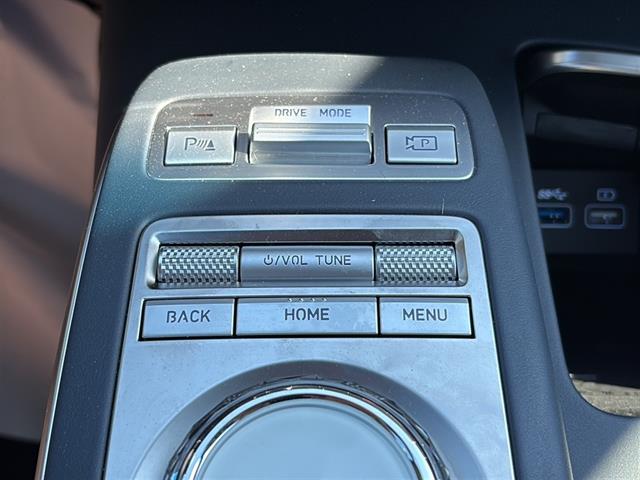 DRIVE MODE
P
P
⏻/VOL TUNE
BACK
HOME
MENU